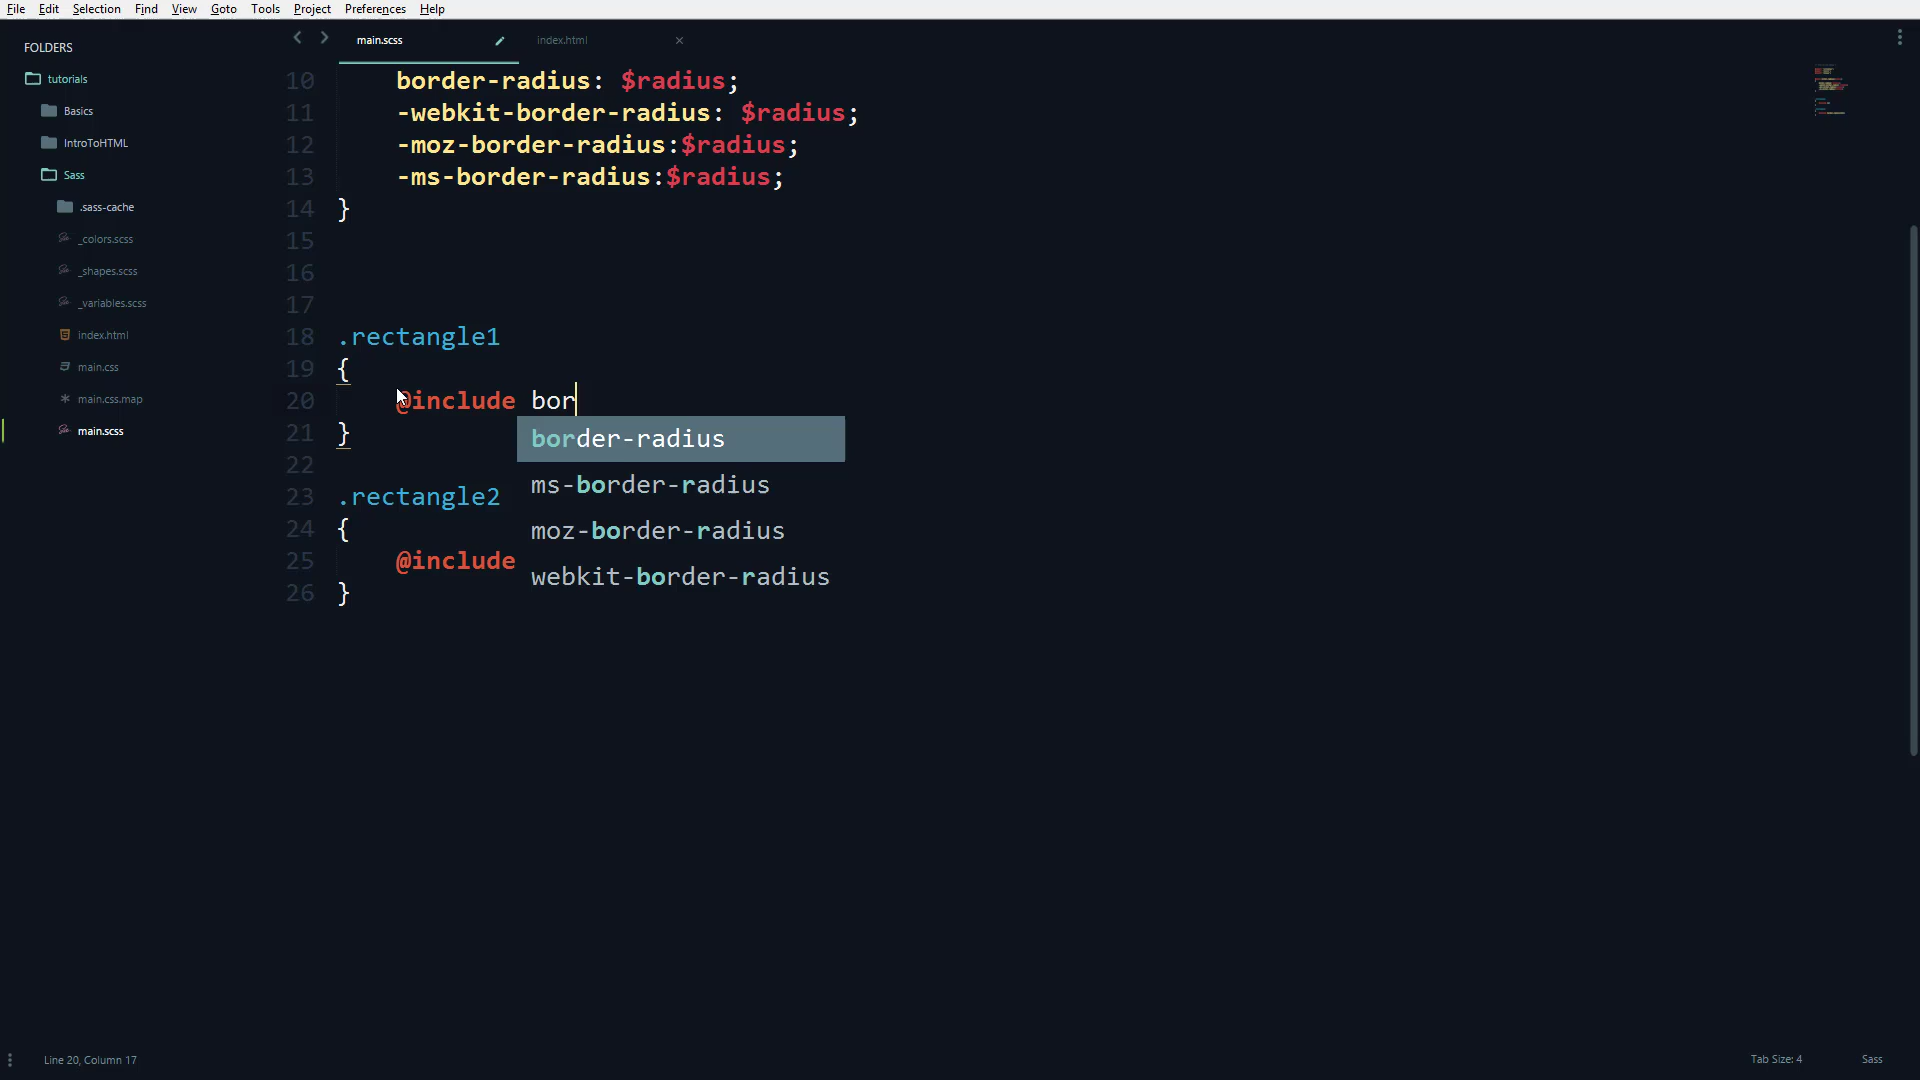 File Edit Selection Find View Goto Tools Project Preferences Help
FOLDERS
tutorials
Basics
IntroToHTML
Sass
.sass-cache
_colors.scss
_shapes.scss
_variables.scss
index.html
main.css
main.css.map
main.scss
main.scss index.html
10 border-radius: $radius;
11 -webkit-border-radius: $radius;
12 -moz-border-radius:$radius;
13 -ms-border-radius:$radius;
14 }
15
16
17
18 .rectangle1
19 {
20 @include bor
21 }
22
23 .rectangle2
24 {
25 @include
26 }
border-radius
ms-border-radius
moz-border-radius
webkit-border-radius
Line 20, Column 17
Tab Size: 4 Sass